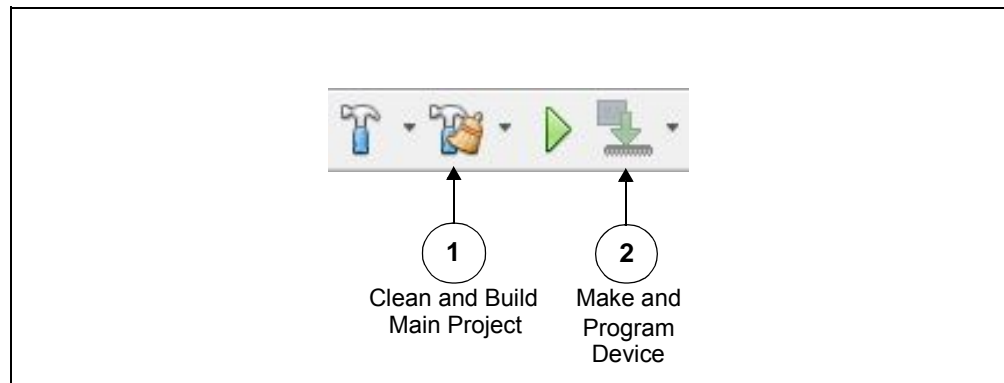 1
Clean and Build
Main Project
2
Make and
Program
Device